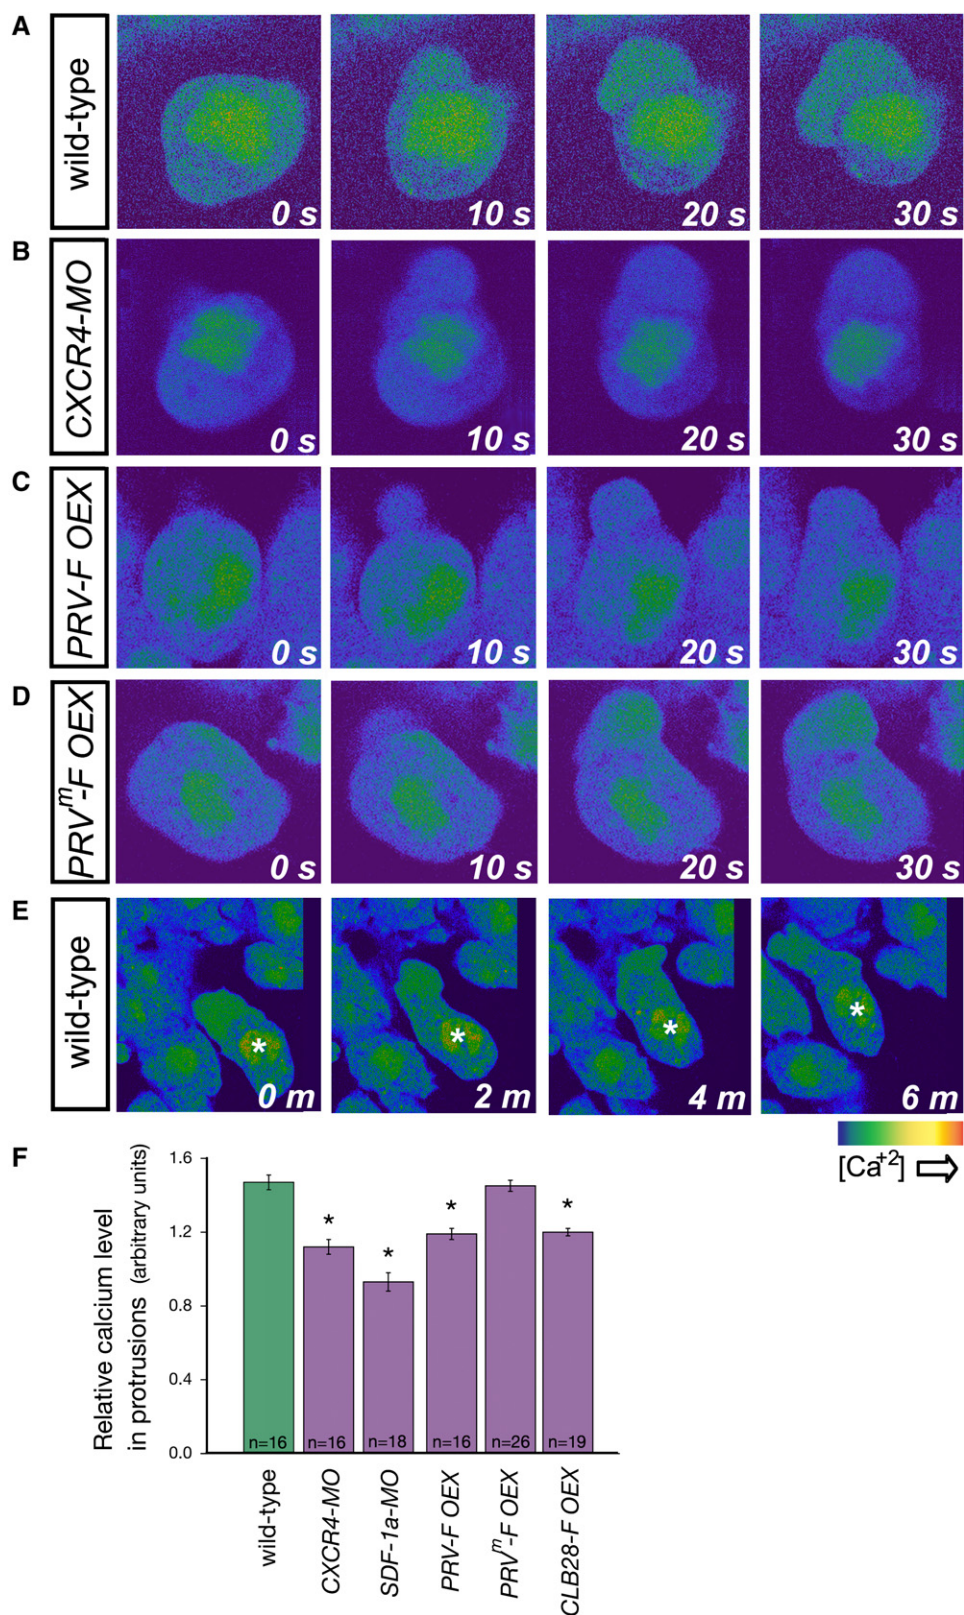 A
wild-type
0 s
10 s
20 s
30 s
B
CXCR4-MO
0 s
10 s
20 s
30 s
C
PRV-F OEX
0 s
10 s
20 s
30 s
D
PRVᵐ-F OEX
0 s
10 s
20 s
30 s
E
wild-type
*
0 m
*
2 m
*
4 m
*
6 m
[Ca⁺²]
F
Relative calcium level
in protrusions (arbitrary units)
1.6
1.2
0.8
0.4
0.0
*
*
*
*
n=16
n=16
n=18
n=16
n=26
n=19
wild-type
CXCR4-MO
SDF-1a-MO
PRV-F OEX
PRVᵐ-F OEX
CLB28-F OEX